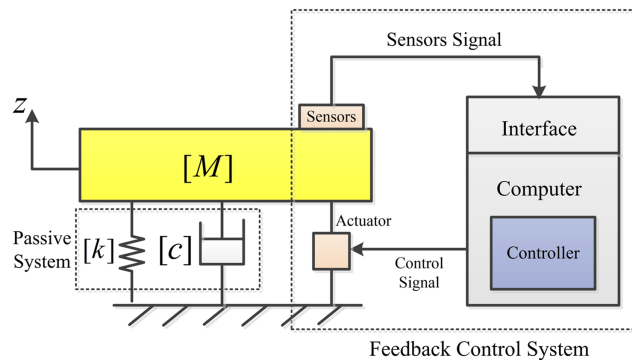 Sensors Signal
z
Sensors
Interface
[M]
Computer
Actuator
Passive
System
[k]
[c]
Controller
Control
Signal
Feedback Control System